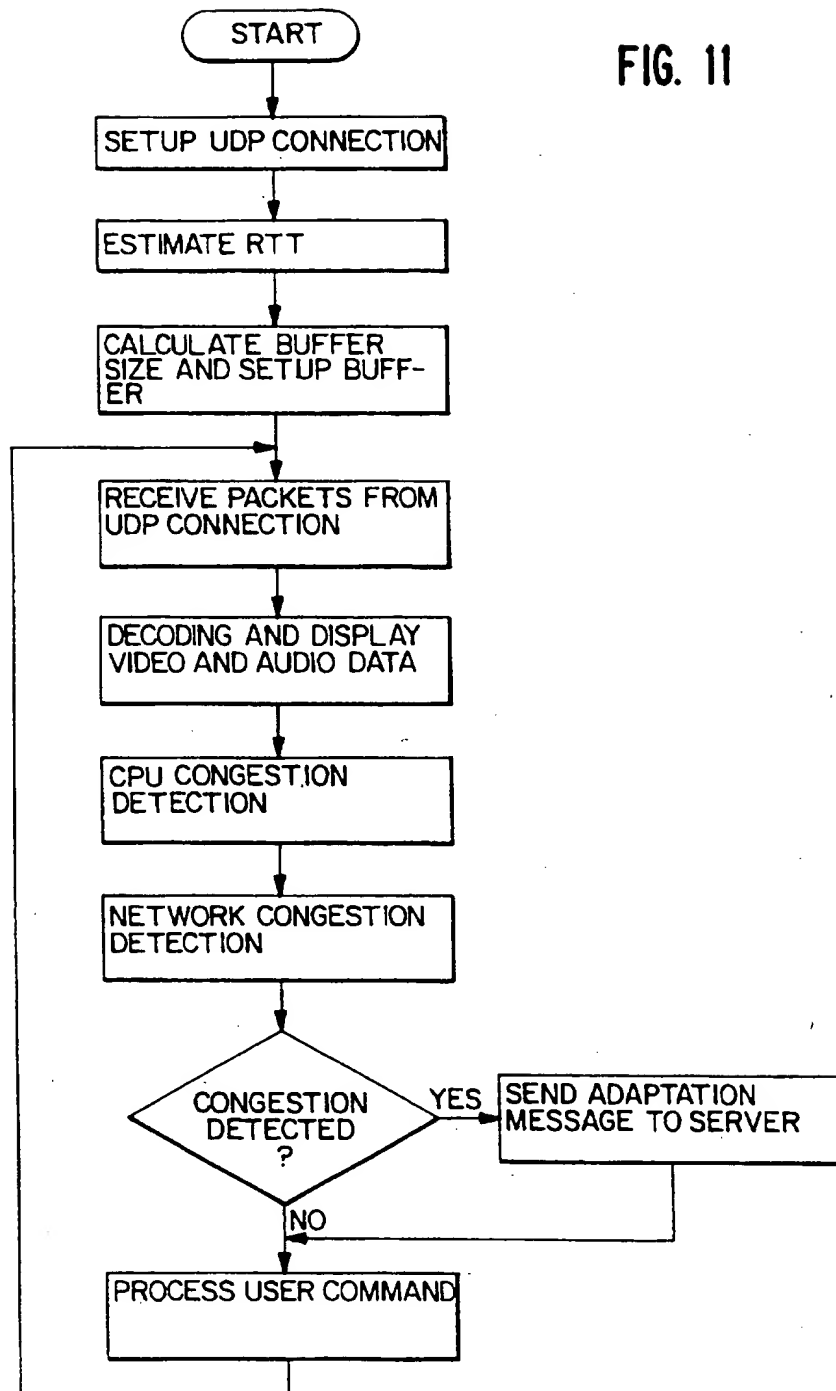 START
FIG. 11
SETUP UDP CONNECTION
ESTIMATE RTT
CALCULATE BUFFER
SIZE AND SETUP BUFF-
ER
RECEIVE PACKETS FROM
UDP CONNECTION
DECODING AND DISPLAY
VIDEO AND AUDIO DATA
CPU CONGESTION
DETECTION
NETWORK CONGESTION
DETECTION
CONGESTION
DETECTED
?
YES
SEND ADAPTATION
MESSAGE TO SERVER
NO
PROCESS USER COMMAND